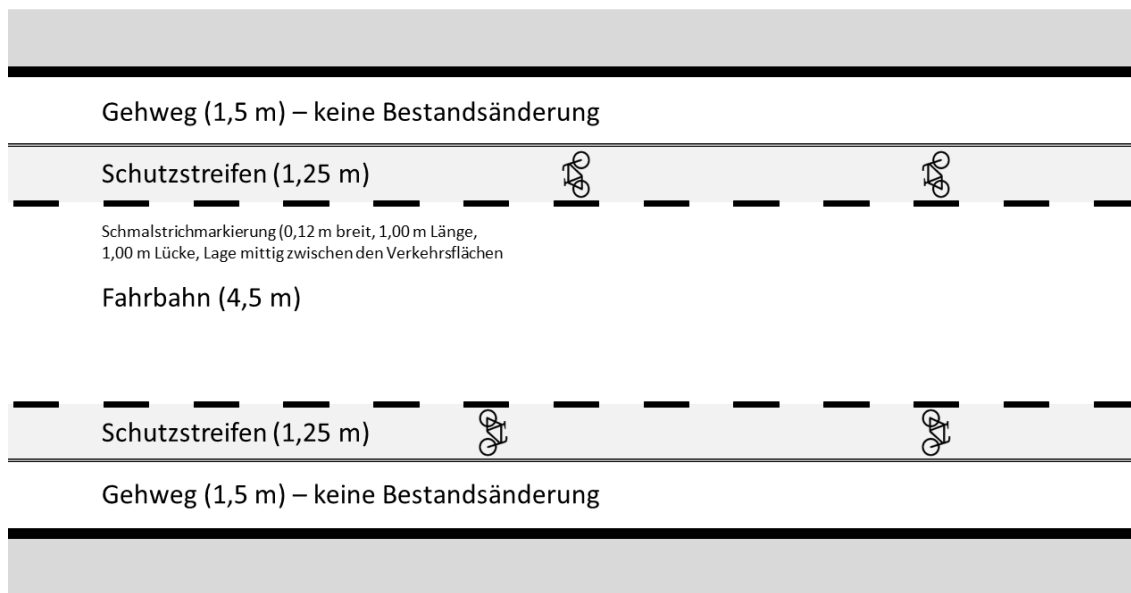 Gehweg (1,5 m) – keine Bestandsänderung
Schutzstreifen (1,25 m)
Schmalstrichmarkierung (0,12 m breit, 1,00 m Länge,
1,00 m Lücke, Lage mittig zwischen den Verkehrsflächen
Fahrbahn (4,5 m)
Schutzstreifen (1,25 m)
Gehweg (1,5 m) – keine Bestandsänderung